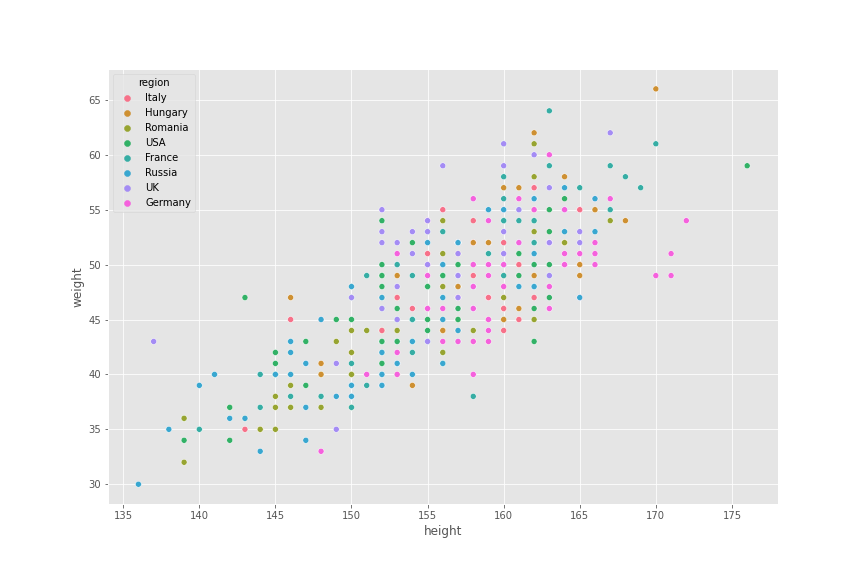 region
Italy
Hungary
Romania
USA
France
Russia
UK
Germany
65
60
55
50
45
40
35
30
weight
135 140 145 150 155 160 165 170 175
height